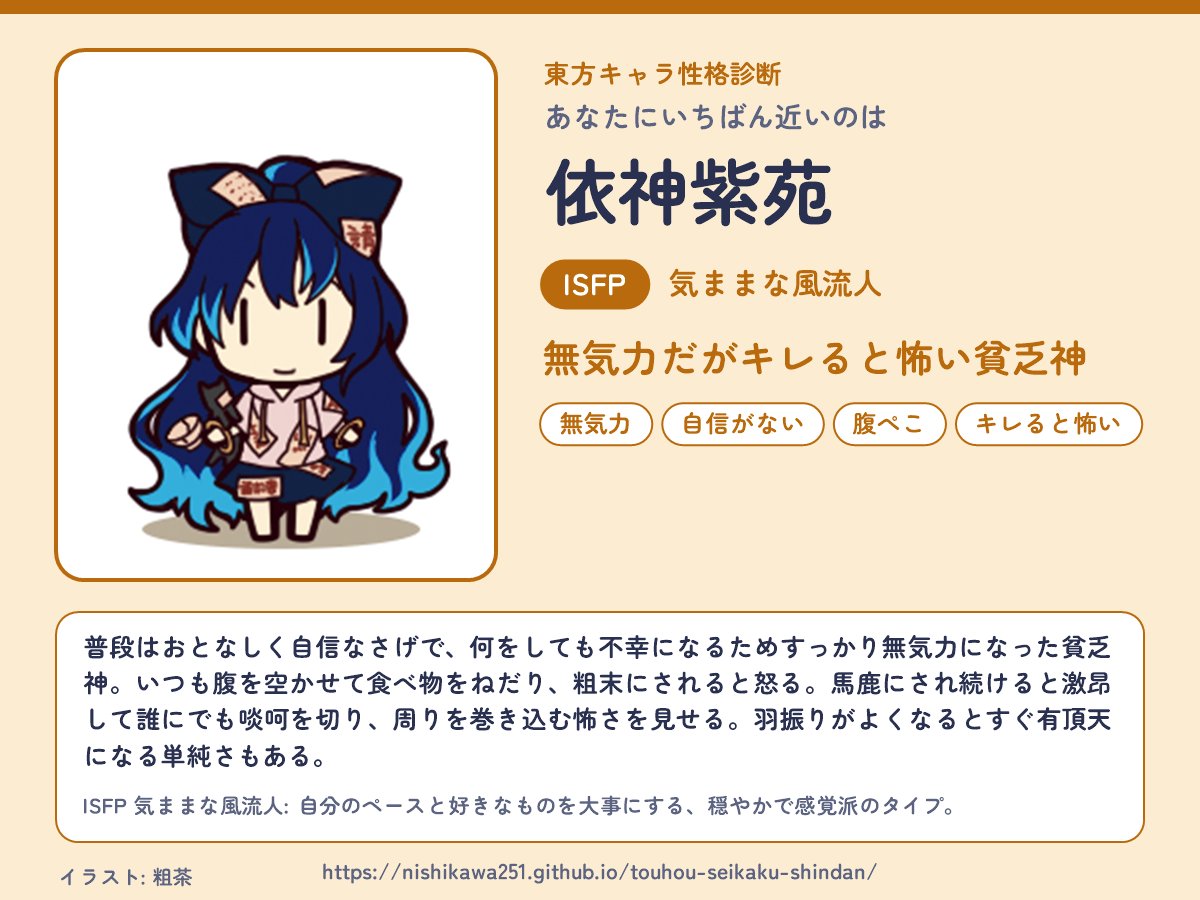 東方キャラ性格診断
あなたにいちばん近いのは
依神紫苑
ISFP 気ままな風流人
無気力だがキレると怖い貧乏神
無気力 自信がない 腹ぺこ キレると怖い
請
普段はおとなしく自信なさげで、何をしても不幸になるためすっかり無気力になった貧乏
神。いつも腹を空かせて食べ物をねだり、粗末にされると怒る。馬鹿にされ続けると激昂
して誰にでも啖呵を切り、周りを巻き込む怖さを見せる。羽振りがよくなるとすぐ有頂天
になる単純さもある。
ISFP 気ままな風流人: 自分のペースと好きなものを大事にする、穏やかで感覚派のタイプ。
イラスト: 粗茶
https://nishikawa251.github.io/touhou-seikaku-shindan/